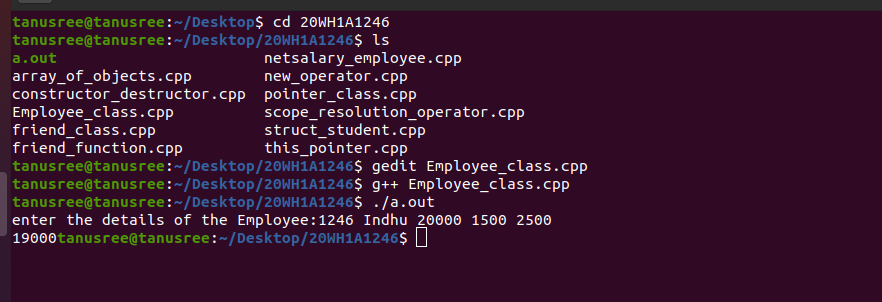 tanusree@tanusree:~/Desktop$ cd 20WH1A1246
tanusree@tanusree:~/Desktop/20WH1A1246$ ls
a.out                    netsalary_employee.cpp
array_of_objects.cpp     new_operator.cpp
constructor_destructor.cpp  pointer_class.cpp
Employee_class.cpp       scope_resolution_operator.cpp
friend_class.cpp         struct_student.cpp
friend_function.cpp      this_pointer.cpp
tanusree@tanusree:~/Desktop/20WH1A1246$ gedit Employee_class.cpp
tanusree@tanusree:~/Desktop/20WH1A1246$ g++ Employee_class.cpp
tanusree@tanusree:~/Desktop/20WH1A1246$ ./a.out
enter the details of the Employee:1246 Indhu 20000 1500 2500
19000tanusree@tanusree:~/Desktop/20WH1A1246$